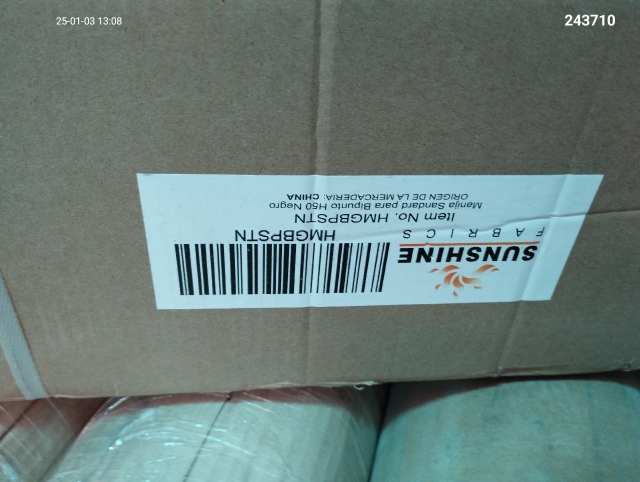 25-01-03 13:08
243710
SUNSHINE
FABRICS
HMGBPSTN
Item No. HMGBPSTN
Manija Sandard para Bipunto H50 Negro
ORIGEN DE LA MERCADERIA: CHINA